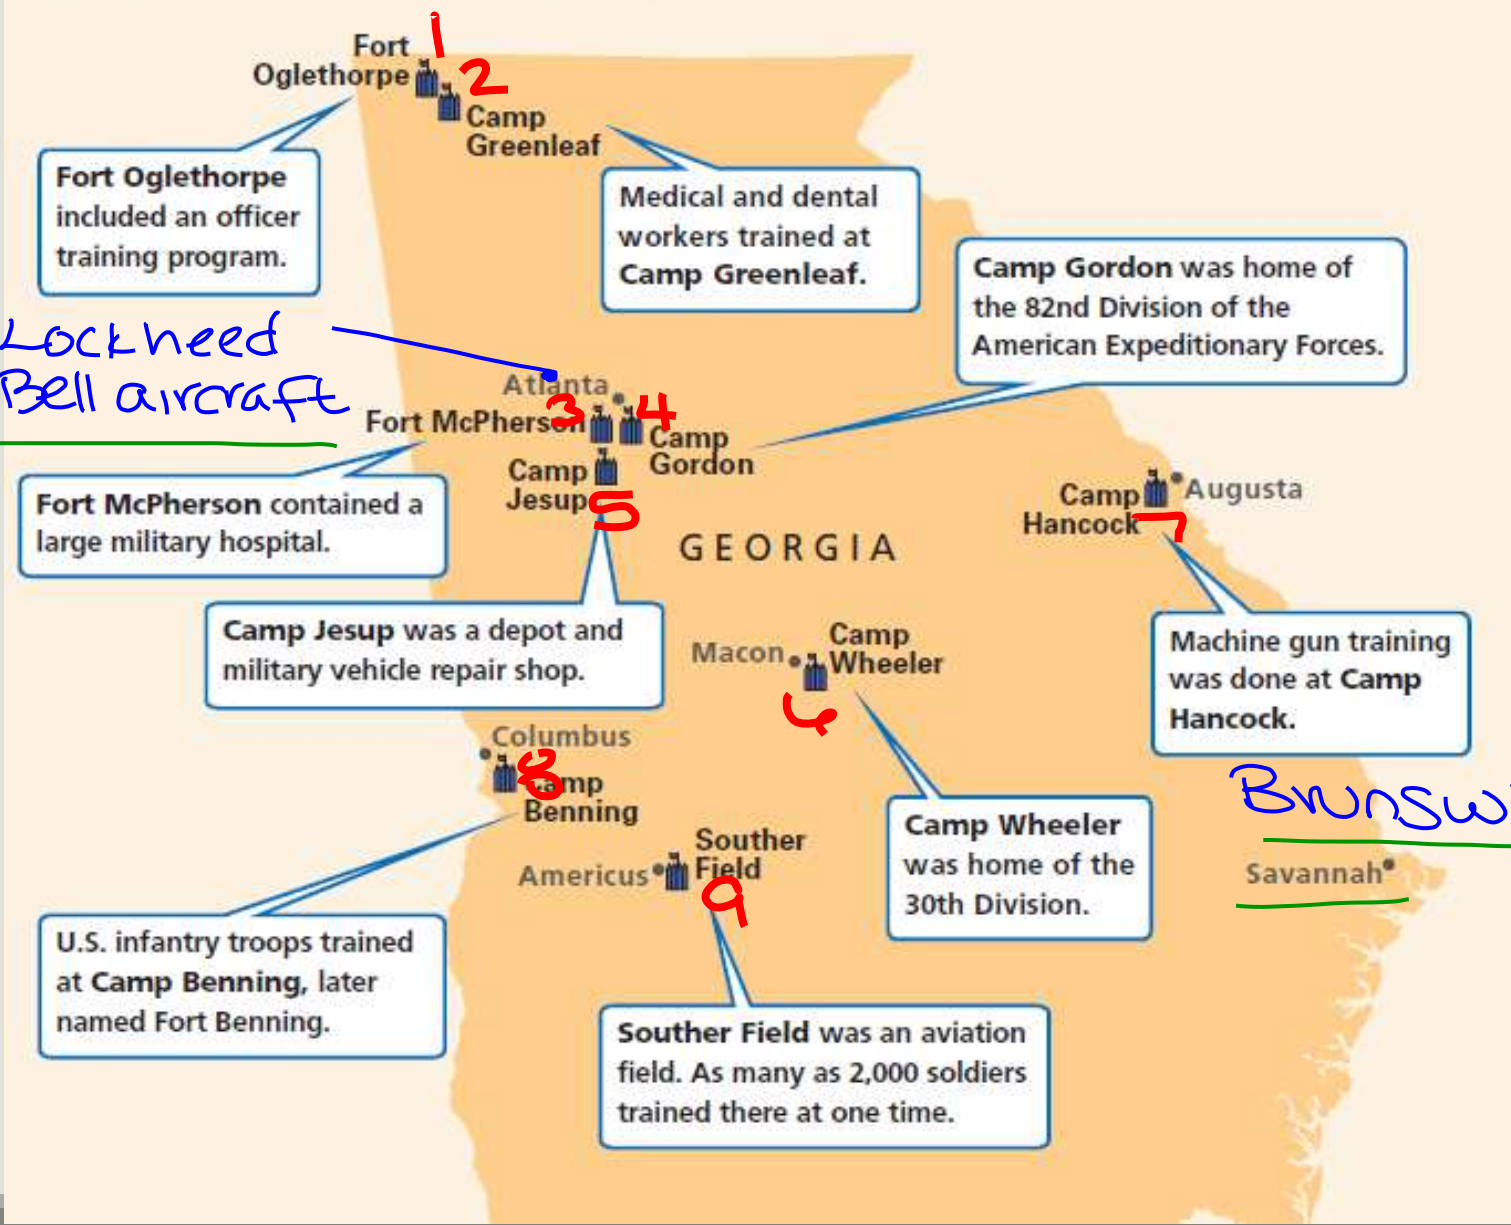 1
Fort
Oglethorpe
2
Camp
Greenleaf
Fort Oglethorpe
included an officer
training program.
Medical and dental
workers trained at
Camp Greenleaf.
Camp Gordon was home of
the 82nd Division of the
American Expeditionary Forces.
Lockheed
Bell aircraft
Atlanta
3
4
Fort McPherson
Camp
Gordon
Camp
Jesup
5
Fort McPherson contained a
large military hospital.
GEORGIA
Camp
Hancock
Augusta
7
Camp Jesup was a depot and
military vehicle repair shop.
Macon
Camp
Wheeler
6
Machine gun training
was done at Camp
Hancock.
Columbus
8
Camp
Benning
Brunsw
Camp Wheeler
was home of the
30th Division.
Americus
Souther
Field
9
Savannah
U.S. infantry troops trained
at Camp Benning, later
named Fort Benning.
Souther Field was an aviation
field. As many as 2,000 soldiers
trained there at one time.